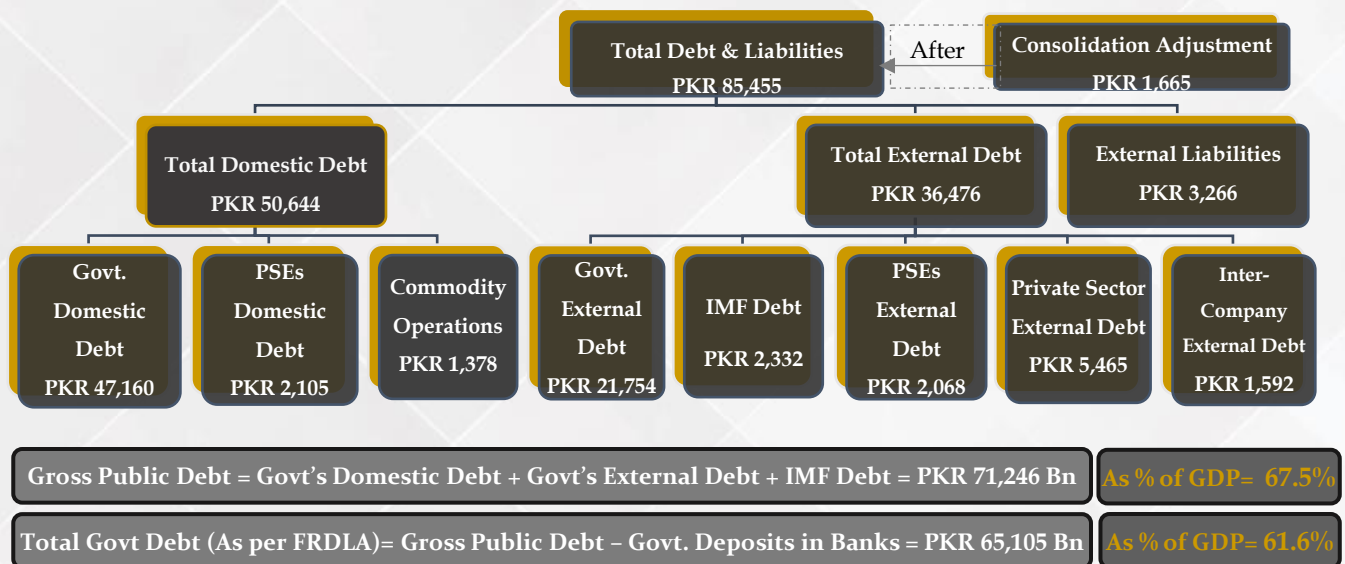 Total Debt & Liabilities
PKR 85,455
After
Consolidation Adjustment
PKR 1,665
Total Domestic Debt
PKR 50,644
Total External Debt
PKR 36,476
External Liabilities
PKR 3,266
Govt.
Domestic
Debt
PKR 47,160
PSEs
Domestic
Debt
PKR 2,105
Commodity
Operations
PKR 1,378
Govt.
External
Debt
PKR 21,754
IMF Debt
PKR 2,332
PSEs
External
Debt
PKR 2,068
Private Sector
External Debt
PKR 5,465
Inter-
Company
External Debt
PKR 1,592
Gross Public Debt = Govt's Domestic Debt + Govt's External Debt + IMF Debt = PKR 71,246 Bn
As % of GDP= 67.5%
Total Govt Debt (As per FRDLA)= Gross Public Debt – Govt. Deposits in Banks = PKR 65,105 Bn
As % of GDP= 61.6%